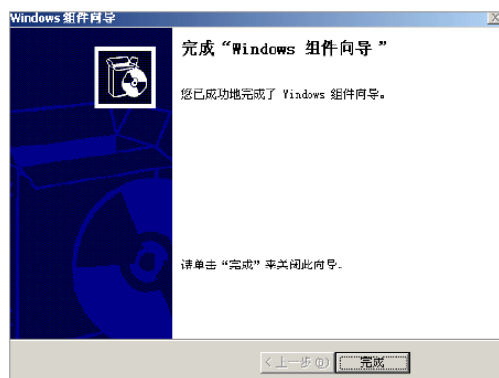 Windows 组件向导
完成“Windows 组件向导”
您已成功地完成了 Windows 组件向导。
请单击“完成”来关闭此向导。
<上一步(B) 完成